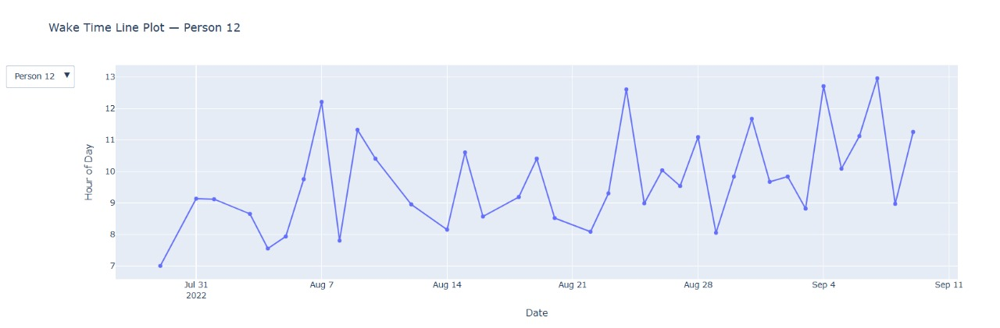 Wake Time Line Plot — Person 12
Person 12 ▼
Hour of Day
13
12
11
10
9
8
7
Jul 31
2022
Aug 7
Aug 14
Aug 21
Aug 28
Sep 4
Sep 11
Date